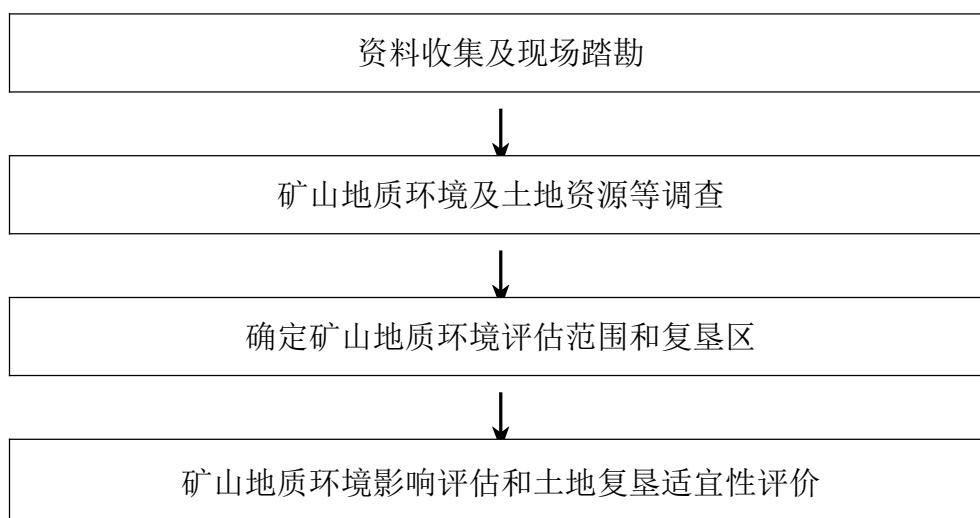 资料收集及现场踏勘
矿山地质环境及土地资源等调查
确定矿山地质环境评估范围和复垦区
矿山地质环境影响评估和土地复垦适宜性评价